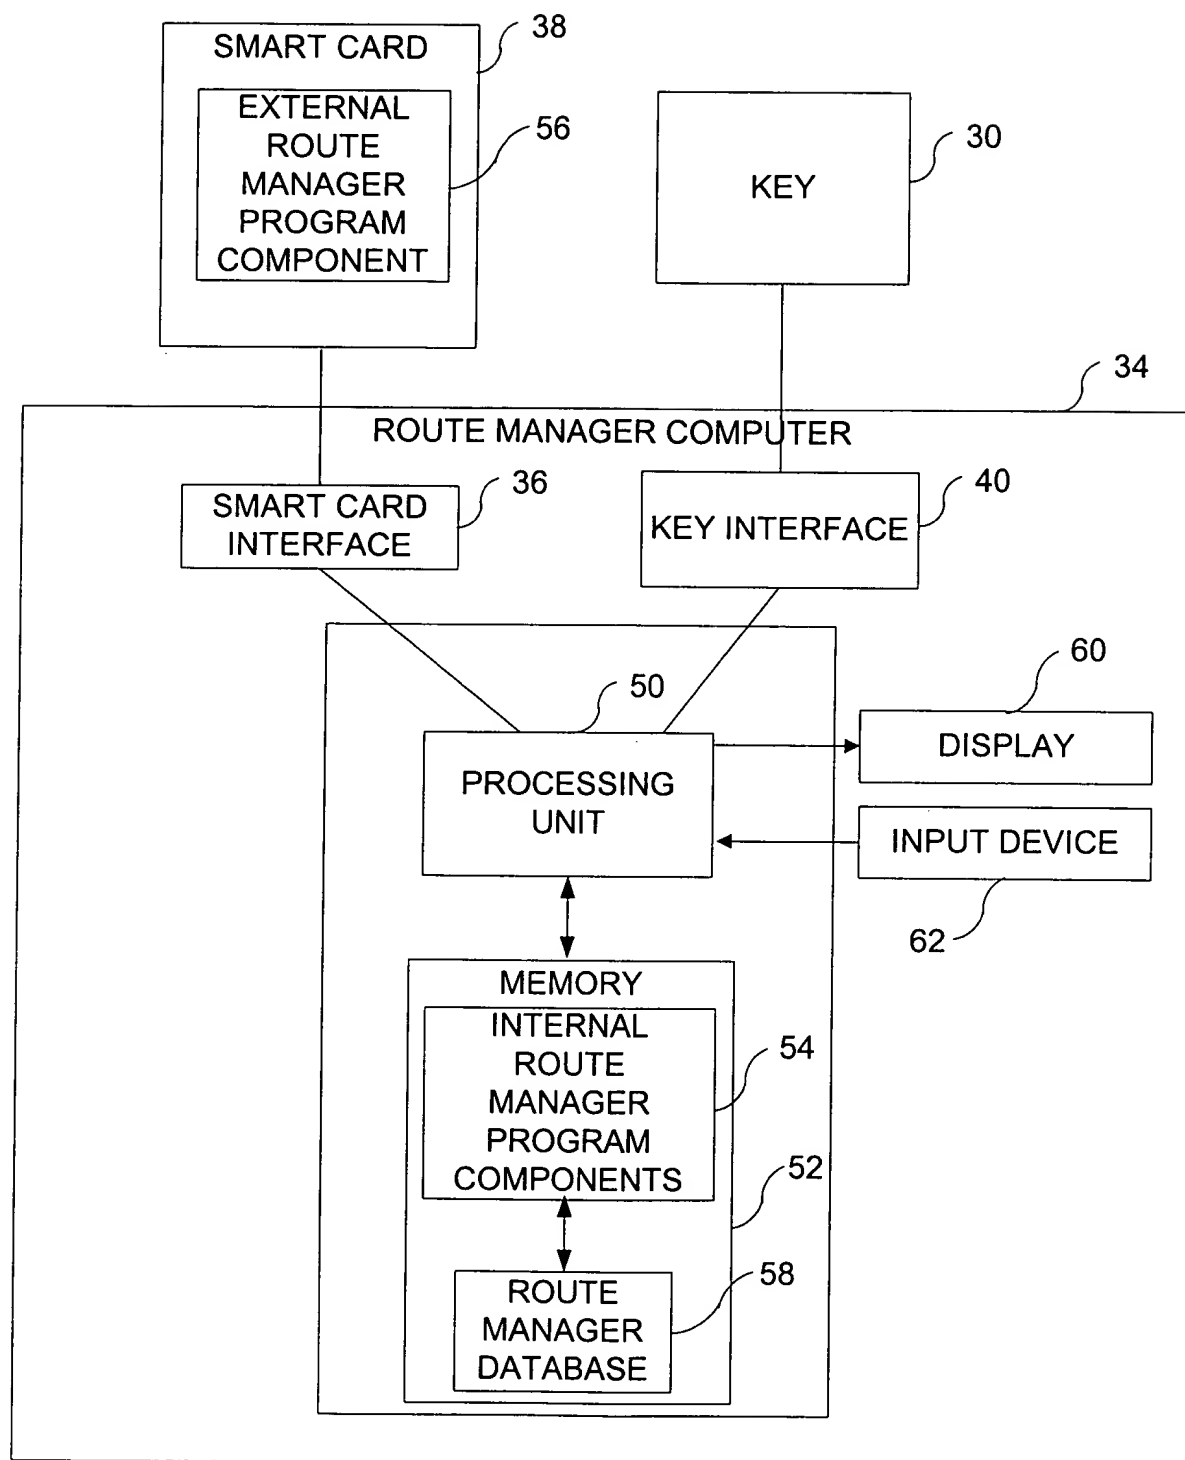 SMART CARD
38
EXTERNAL
ROUTE
MANAGER
PROGRAM
COMPONENT
56
KEY
30
34
ROUTE MANAGER COMPUTER
SMART CARD
INTERFACE
36
KEY INTERFACE
40
50
PROCESSING
UNIT
60
DISPLAY
INPUT DEVICE
62
MEMORY
INTERNAL
ROUTE
MANAGER
PROGRAM
COMPONENTS
54
52
ROUTE
MANAGER
DATABASE
58